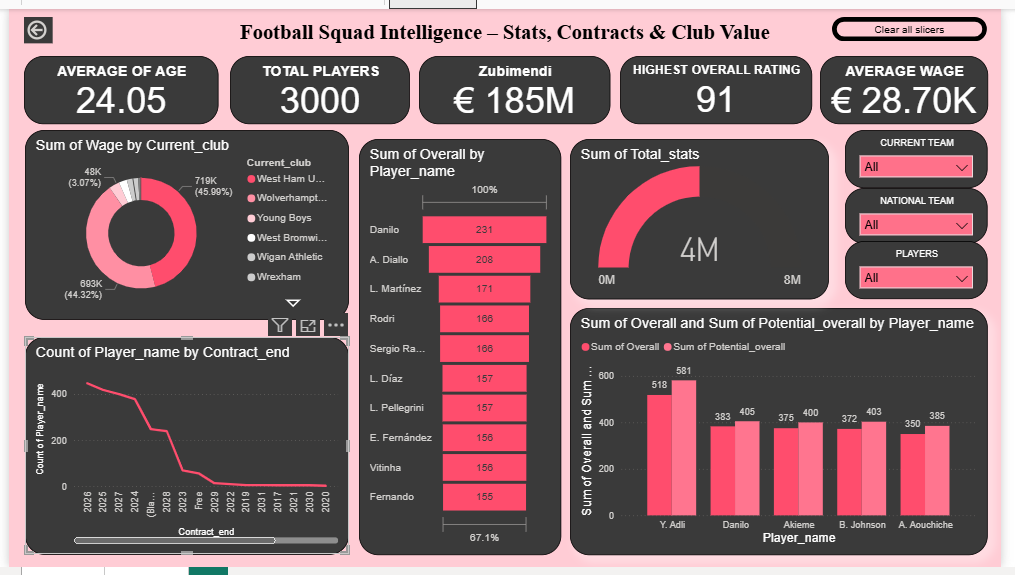 Football Squad Intelligence – Stats, Contracts & Club Value
Clear all slicers
AVERAGE OF AGE
24.05
TOTAL PLAYERS
3000
Zubimendi
€ 185M
HIGHEST OVERALL RATING
91
AVERAGE WAGE
€ 28.70K
Sum of Wage by Current_club
48K
(3.07%)
719K
(45.99%)
693K
(44.32%)
Current_club
West Ham U...
Wolverhampt...
Young Boys
West Bromwi...
Wigan Athletic
Wrexham
Count of Player_name by Contract_end
Count of Player_name
400
200
0
2026
2025
2027
2024
(Bla...
2028
2023
Free
2029
2022
2019
2031
2017
2021
2030
2020
Contract_end
Sum of Overall by
Player_name
100%
Danilo 231
A. Diallo 208
L. Martínez 171
Rodri 166
Sergio Ra... 166
L. Díaz 157
L. Pellegrini 157
E. Fernández 156
Vitinha 156
Fernando 155
67.1%
Sum of Total_stats
4M
0M
8M
CURRENT TEAM
All
NATIONAL TEAM
All
PLAYERS
All
Sum of Overall and Sum of Potential_overall by Player_name
Sum of Overall
Sum of Potential_overall
Sum of Overall and Sum ...
600
400
200
0
518
581
383
405
375
400
372
403
350
385
Y. Adli
Danilo
Akieme
B. Johnson
A. Aouchiche
Player_name